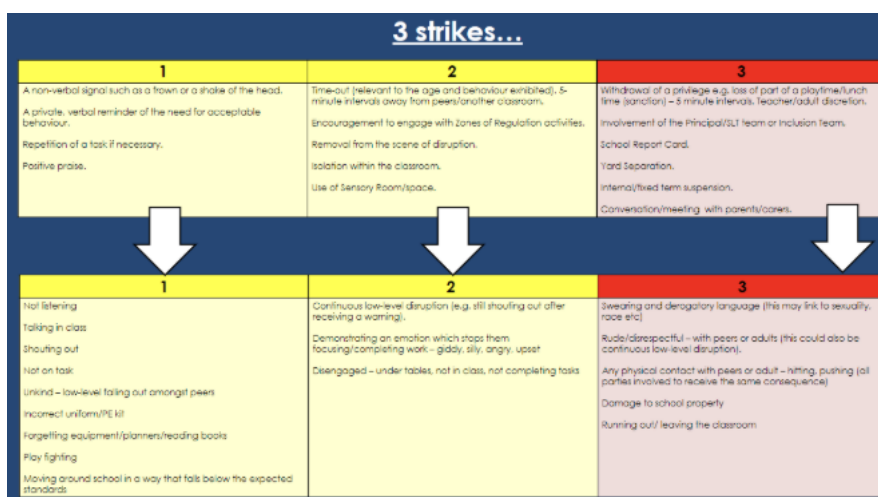 3 strikes...
1
A non-verbal signal such as a frown or a shake of the head.
A private, verbal reminder of the need for acceptable
behaviour.
Repetition of a task if necessary.
Positive praise.
2
Time-out (relevant to the age and behaviour exhibited). 5-
minute intervals away from peers/another classroom.
Encouragement to engage with Zones of Regulation activities.
Removal from the scene of disruption.
Isolation within the classroom.
Use of Sensory Room/space.
3
Withdrawal of a privilege e.g. loss of part of a playtime/lunch
time (sanction) – 5 minute intervals. Teacher/adult discretion.
Involvement of the Principal/SLT team or Inclusion Team.
School Report Card.
Yard Separation.
Internal/fixed term suspension.
Conversation/meeting with parents/carers.
1
Not listening
Talking in class
Shouting out
Not on task
Unkind – low-level falling out amongst peers
Incorrect uniform/PE kit
Forgetting equipment/planners/reading books
Play fighting
Moving around school in a way that falls below the expected
standards
2
Continuous low-level disruption (e.g. still shouting out after
receiving a warning).
Demonstrating an emotion which stops them
focusing/completing work – giddy, silly, angry, upset
Disengaged – under tables, not in class, not completing tasks
3
Swearing and derogatory language (this may link to sexuality,
race etc)
Rude/disrespectful – with peers or adults (this could also be
continuous low-level disruption).
Any physical contact with peers or adult – hitting, pushing (all
parties involved to receive the same consequence)
Damage to school property
Running out/ leaving the classroom